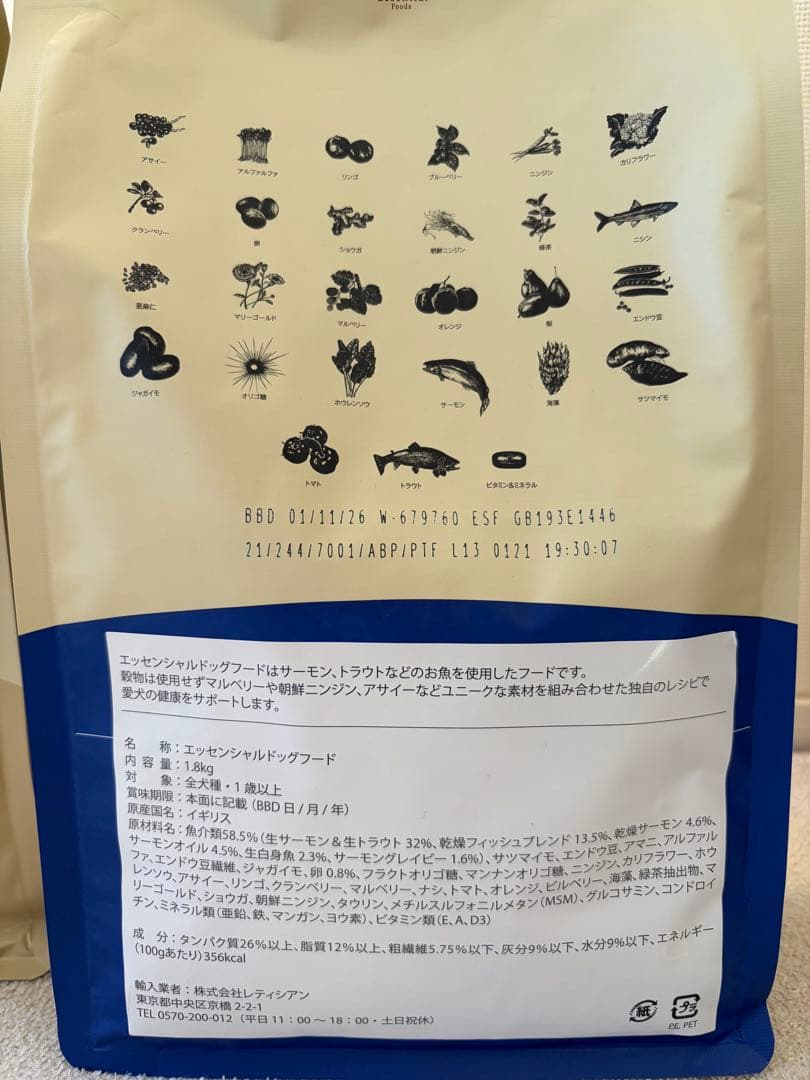 Foods
アサイー
アルファルファ
リンゴ
ブルーベリー
ニンジン
カリフラワー
クランベリー
卵
ショウガ
朝鮮ニンジン
緑茶
ニシン
亜麻仁
マリーゴールド
マルベリー
オレンジ
梨
エンドウ豆
ジャガイモ
オリゴ糖
ホウレンソウ
サーモン
海藻
サツマイモ
トマト
トラウト
ビタミン&ミネラル
BBD 01/11/26 W-679760 ESF GB193E1446
21/244/7001/ABP/PTF L13 0121 19:30:07
エッセンシャルドッグフードはサーモン、トラウトなどのお魚を使用したフードです。
穀物は使用せずマルベリーや朝鮮ニンジン、アサイーなどユニークな素材を組み合わせた独自のレシピで
愛犬の健康をサポートします。
名 称：エッセンシャルドッグフード
内 容 量：1.8kg
対 象：全犬種・1 歳以上
賞味期限：本面に記載 (BBD 日 / 月 / 年)
原産国名：イギリス
原材料名：魚介類58.5% (生サーモン & 生トラウト 32%、乾燥フィッシュブレンド 13.5%、乾燥サーモン 4.6%、
サーモンオイル 4.5%、生白身魚 2.3%、サーモングレイビー 1.6%)、サツマイモ、エンドウ豆、アマニ、アルファル
ファ、エンドウ豆繊維、ジャガイモ、卵 0.8%、フラクトオリゴ糖、マンナンオリゴ糖、ニンジン、カリフラワー、ホウ
レンソウ、アサイー、リンゴ、クランベリー、マルベリー、ナシ、トマト、オレンジ、ビルベリー、海藻、緑茶抽出物、マ
リーゴールド、ショウガ、朝鮮ニンジン、タウリン、メチルスルフォニルメタン (MSM)、グルコサミン、コンドロイ
チン、ミネラル類 (亜鉛、鉄、マンガン、ヨウ素)、ビタミン類 (E、A、D3)
成 分：タンパク質26%以上、脂質12%以上、粗繊維5.75%以下、灰分9%以下、水分9%以下、エネルギー
(100gあたり) 356kcal
輸入業者：株式会社レティシアン
東京都中央区京橋 2-2-1
TEL 0570-200-012 (平日 11：00 ～ 18：00・土日祝休)
紙
プラ
P.E, PET